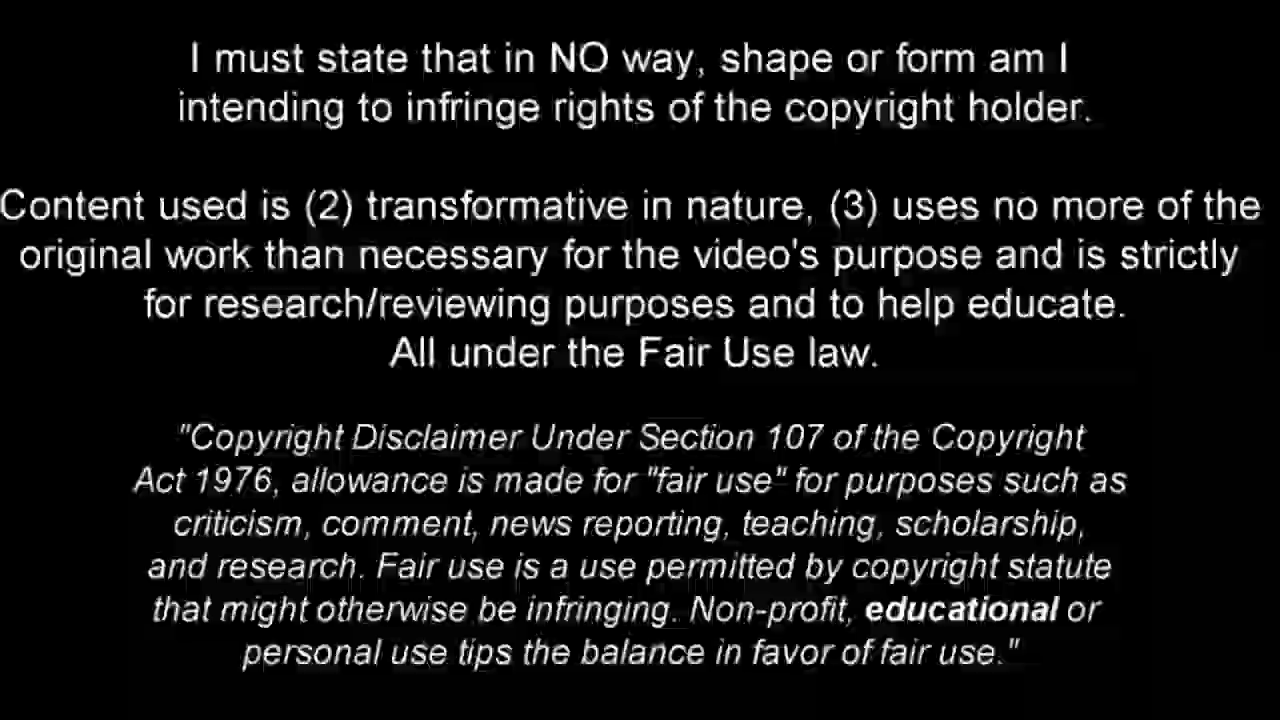 I must state that in NO way, shape or form am I
intending to infringe rights of the copyright holder.
Content used is (2) transformative in nature, (3) uses no more of the
original work than necessary for the video's purpose and is strictly
for research/reviewing purposes and to help educate.
All under the Fair Use law.
"Copyright Disclaimer Under Section 107 of the Copyright
Act 1976, allowance is made for "fair use" for purposes such as
criticism, comment, news reporting, teaching, scholarship,
and research. Fair use is a use permitted by copyright statute
that might otherwise be infringing. Non-profit, educational or
personal use tips the balance in favor of fair use."